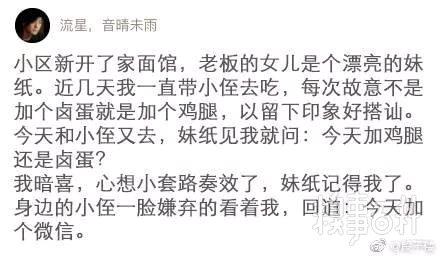 流星，音晴未雨
小区新开了家面馆，老板的女儿是个漂亮的妹
纸。近几天我一直带小侄去吃，每次故意不是
加个卤蛋就是加个鸡腿，以留下印象好搭讪。
今天和小侄又去，妹纸见我就问：今天加鸡腿
还是卤蛋？
我暗喜，心想小套路奏效了，妹纸记得我了。
身边的小侄一脸嫌弃的看着我，回道：今天加
个微信。
糗事百科